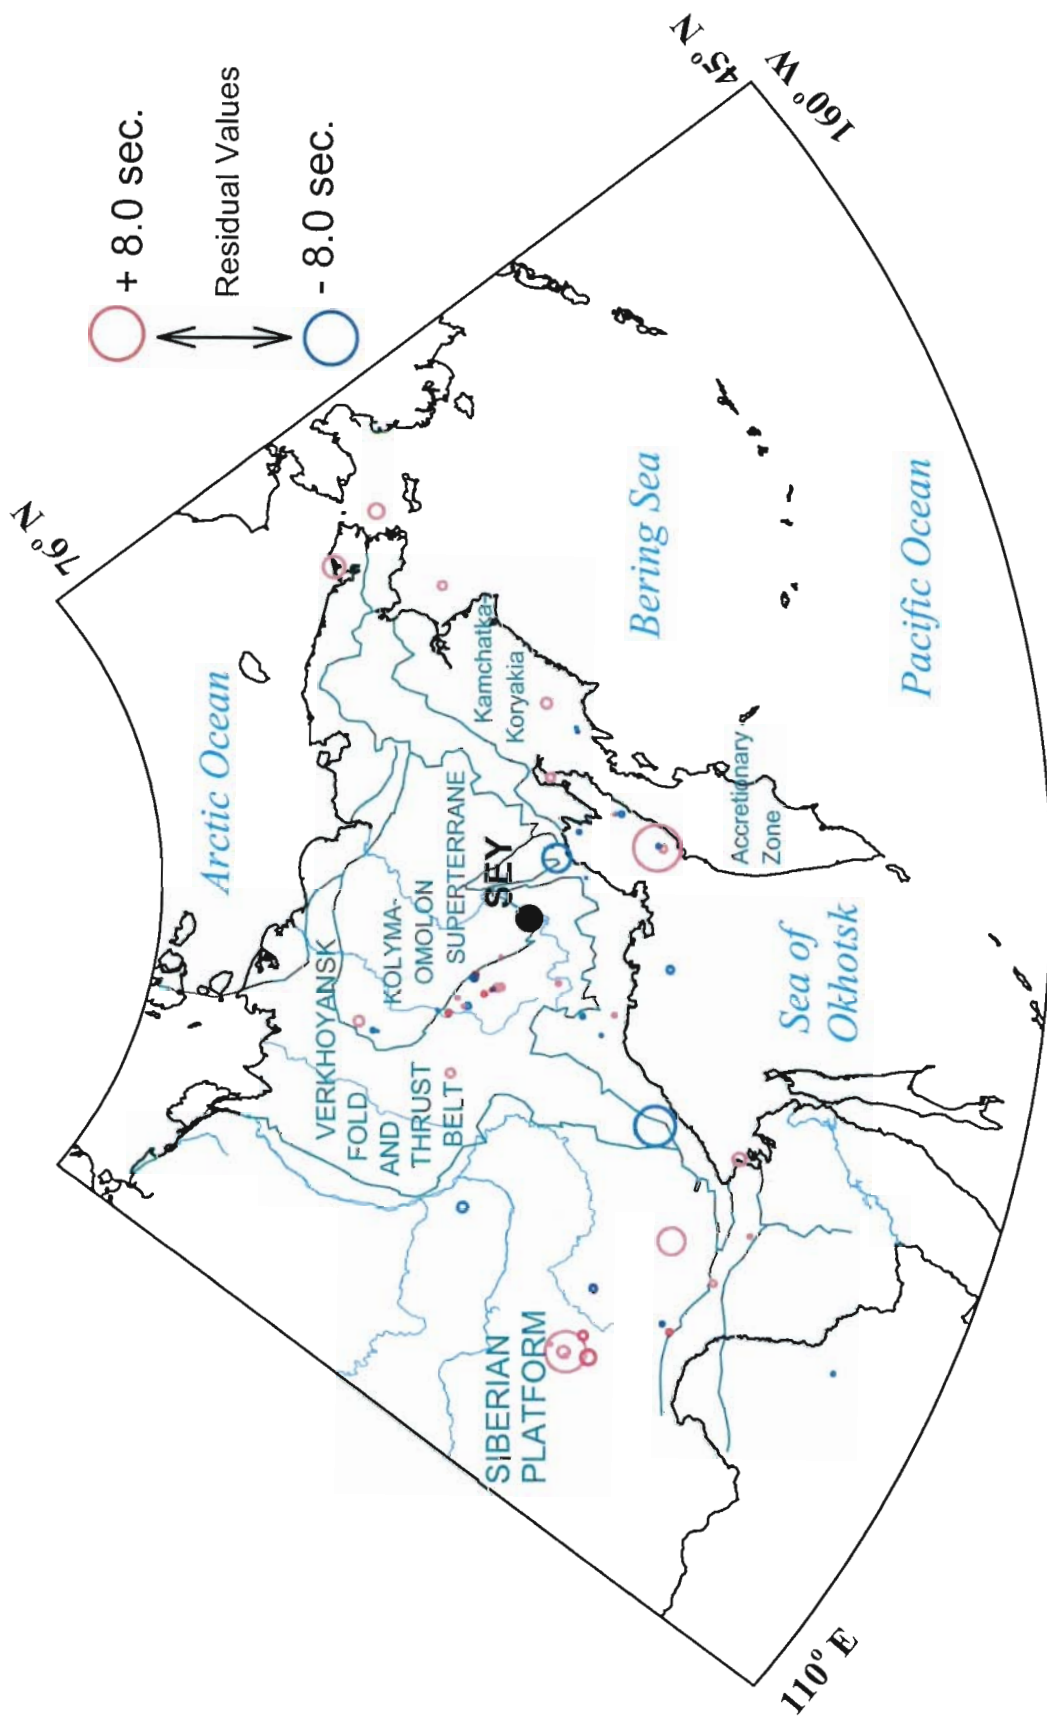 76° N
45° N
160° W
110° E
+ 8.0 sec.
Residual Values
- 8.0 sec.
Arctic Ocean
Bering Sea
Pacific Ocean
Sea of
Okhotsk
VERKHOYANSK
FOLD
AND
THRUST
BELT
KOLYMA-
OMOLON
SUPERTERRANE
SEY
Kamchatka
Koryakia
Accretionary
Zone
SIBERIAN
PLATFORM